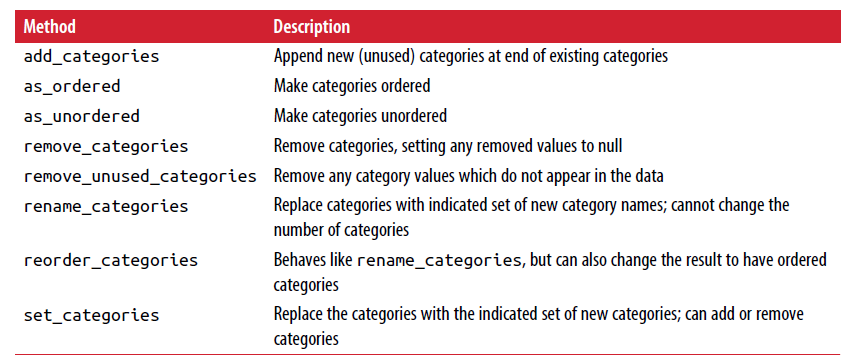 Method Description
add_categories Append new (unused) categories at end of existing categories
as_ordered Make categories ordered
as_unordered Make categories unordered
remove_categories Remove categories, setting any removed values to null
remove_unused_categories Remove any category values which do not appear in the data
rename_categories Replace categories with indicated set of new category names; cannot change the
number of categories
reorder_categories Behaves like rename_categories, but can also change the result to have ordered
categories
set_categories Replace the categories with the indicated set of new categories; can add or remove
categories